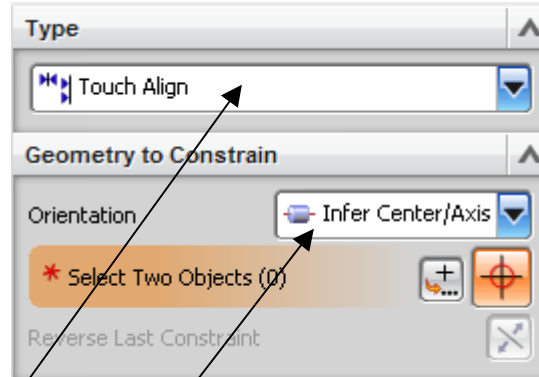 Type
Touch Align
Geometry to Constrain
Orientation Infer Center/Axis
* Select Two Objects (0)
Reverse Last Constraint